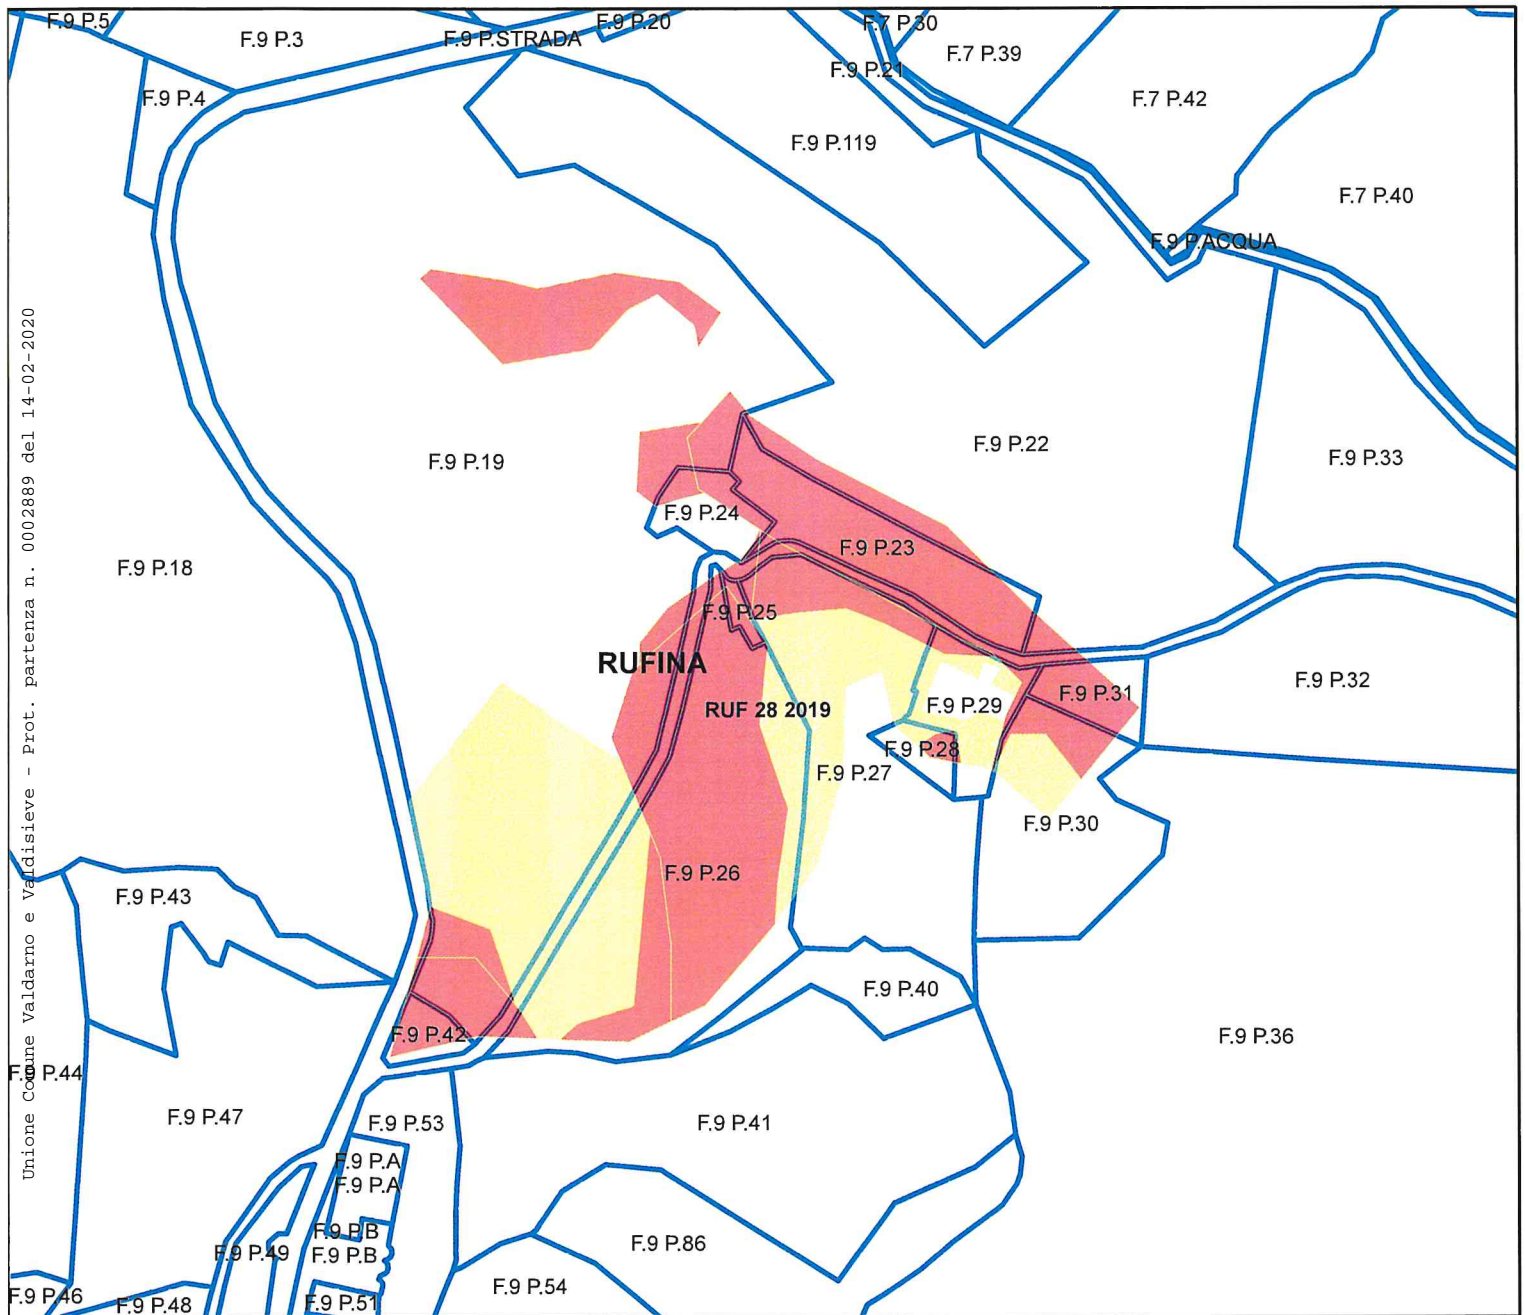 F.9 P.5
F.9 P.3
F.9 P.STRADA
F.9 P.20
F.7 P.30
F.7 P.39
F.9 P.21
F.9 P.4
F.7 P.42
F.9 P.119
F.7 P.40
F.9 P.ACQUA
Unione Comune Valdarno e Valdisieve - Prot. partenza n. 0002889 del 14-02-2020
F.9 P.19
F.9 P.22
F.9 P.33
F.9 P.24
F.9 P.23
F.9 P.18
F.9 P.25
RUFINA
F.9 P.32
F.9 P.31
RUF 28 2019
F.9 P.29
F.9 P.28
F.9 P.27
F.9 P.30
F.9 P.26
F.9 P.43
F.9 P.40
F.9 P.42
F.9 P.36
F.9 P.44
F.9 P.47
F.9 P.53
F.9 P.41
F.9 P.A
F.9 P.A
F.9 P.B
F.9 P.49
F.9 P.B
F.9 P.86
F.9 P.54
F.9 P.46
F.9 P.48
F.9 P.51